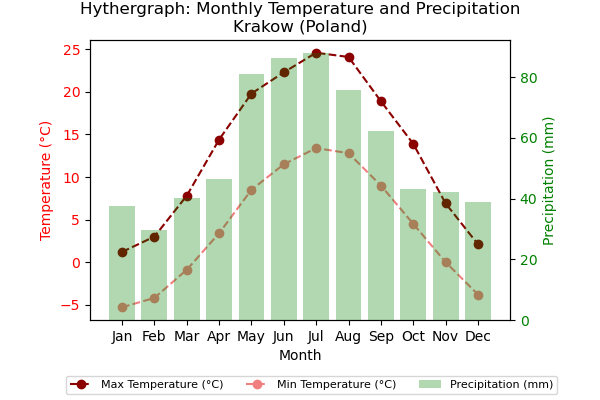 Hythergraph: Monthly Temperature and Precipitation
Krakow (Poland)
Temperature (°C)
25
20
15
10
5
0
−5
80
60
40
20
0
Precipitation (mm)
Jan Feb Mar Apr May Jun Jul Aug Sep Oct Nov Dec
Month
Max Temperature (°C) Min Temperature (°C) Precipitation (mm)